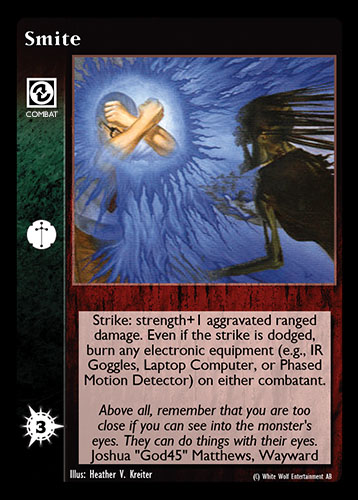 Smite
COMBAT
Strike: strength+1 aggravated ranged
damage. Even if the strike is dodged,
burn any electronic equipment (e.g., IR
Goggles, Laptop Computer, or Phased
Motion Detector) on either combatant.
Above all, remember that you are too
close if you can see into the monster's
eyes. They can do things with their eyes.
Joshua "God45" Matthews, Wayward
3
Illus: Heather V. Kreiter
(C) White Wolf Entertainment AB